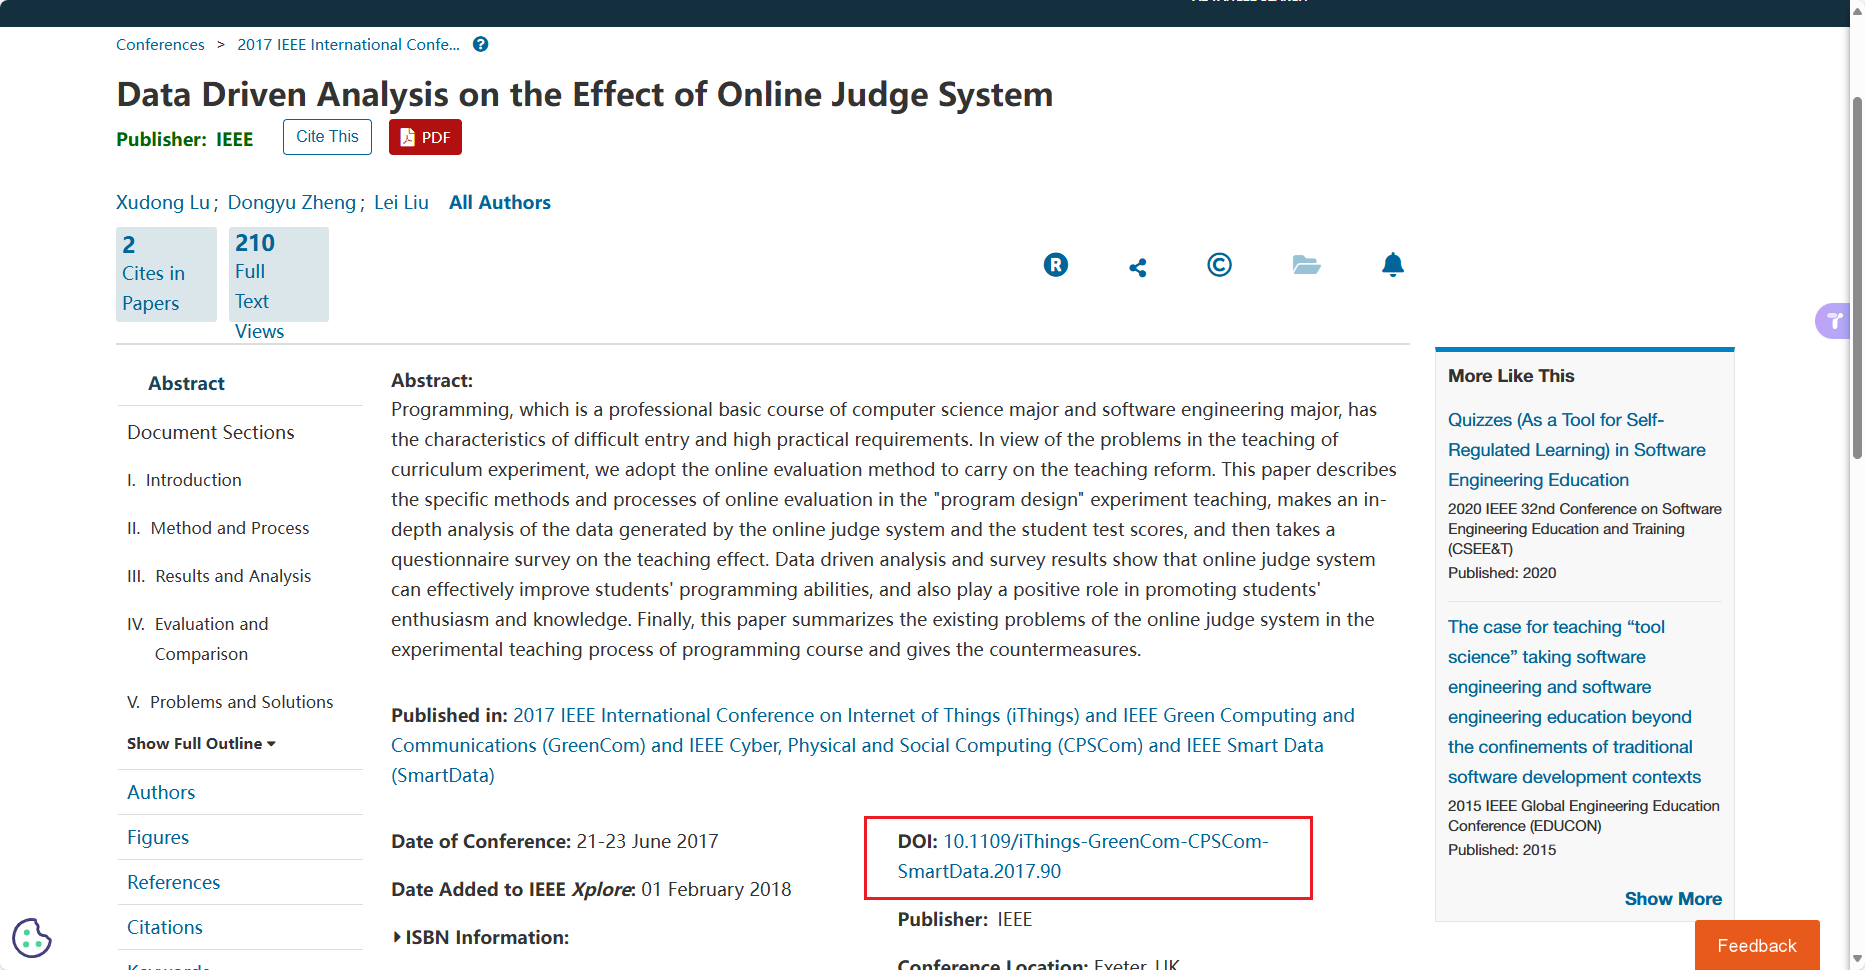 Conferences > 2017 IEEE International Confe... ?
Data Driven Analysis on the Effect of Online Judge System
Publisher: IEEE Cite This PDF
Xudong Lu; Dongyu Zheng; Lei Liu All Authors
2
Cites in
Papers
210
Full
Text
Views
Abstract
Document Sections
I. Introduction
II. Method and Process
III. Results and Analysis
IV. Evaluation and
Comparison
V. Problems and Solutions
Show Full Outline
Authors
Figures
References
Citations
Abstract:
Programming, which is a professional basic course of computer science major and software engineering major, has
the characteristics of difficult entry and high practical requirements. In view of the problems in the teaching of
curriculum experiment, we adopt the online evaluation method to carry on the teaching reform. This paper describes
the specific methods and processes of online evaluation in the "program design" experiment teaching, makes an in-
depth analysis of the data generated by the online judge system and the student test scores, and then takes a
questionnaire survey on the teaching effect. Data driven analysis and survey results show that online judge system
can effectively improve students' programming abilities, and also play a positive role in promoting students'
enthusiasm and knowledge. Finally, this paper summarizes the existing problems of the online judge system in the
experimental teaching process of programming course and gives the countermeasures.
Published in: 2017 IEEE International Conference on Internet of Things (iThings) and IEEE Green Computing and
Communications (GreenCom) and IEEE Cyber, Physical and Social Computing (CPSCom) and IEEE Smart Data
(SmartData)
Date of Conference: 21-23 June 2017
Date Added to IEEE Xplore: 01 February 2018
ISBN Information:
DOI: 10.1109/iThings-GreenCom-CPSCom-
SmartData.2017.90
Publisher: IEEE
Conference Location: Exeter, UK
More Like This
Quizzes (As a Tool for Self-
Regulated Learning) in Software
Engineering Education
2020 IEEE 32nd Conference on Software
Engineering Education and Training
(CSEE&T)
Published: 2020
The case for teaching “tool
science” taking software
engineering and software
engineering education beyond
the confinements of traditional
software development contexts
2015 IEEE Global Engineering Education
Conference (EDUCON)
Published: 2015
Show More
Feedback